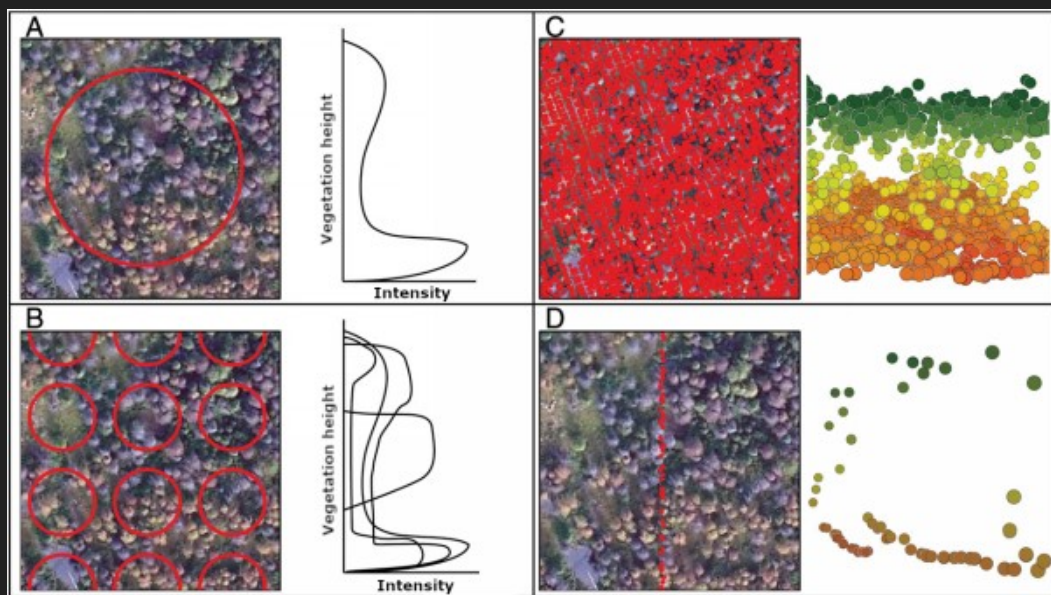 A
Vegetation height
Intensity
C
B
Vegetation height
Intensity
D